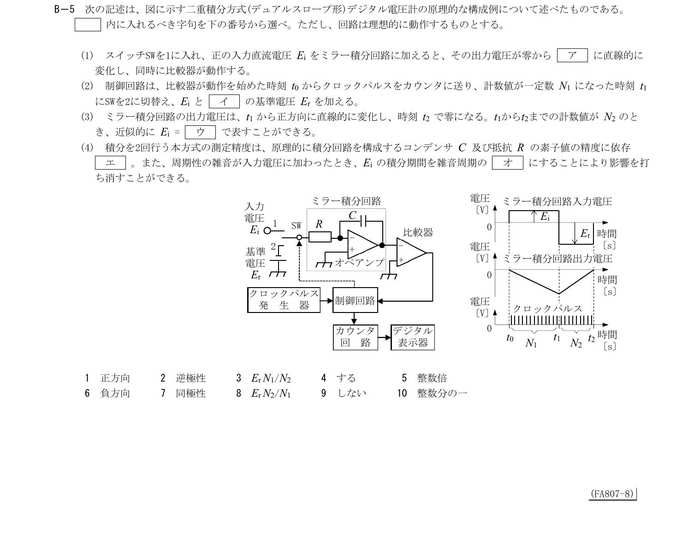 B－5 次の記述は、図に示す二重積分方式(デュアルスロープ形)デジタル電圧計の原理的な構成例について述べたものである。
内に入れるべき字句を下の番号から選べ。ただし、回路は理想的に動作するものとする。
(1) スイッチSWを1に入れ、正の入力直流電圧 Ei をミラー積分回路に加えると、その出力電圧が零から ア に直線的に
変化し、同時に比較器が動作する。
(2) 制御回路は、比較器が動作を始めた時刻 t0 からクロックパルスをカウンタに送り、計数値が一定数 N1 になった時刻 t1
にSWを2に切替え、Ei と イ の基準電圧 Er を加える。
(3) ミラー積分回路の出力電圧は、t1 から正方向に直線的に変化し、時刻 t2 で零になる。t1からt2までの計数値が N2 のと
き、近似的に Ei = ウ で表すことができる。
(4) 積分を2回行う本方式の測定精度は、原理的に積分回路を構成するコンデンサ C 及び抵抗 R の素子値の精度に依存
エ 。また、周期性の雑音が入力電圧に加わったとき、Ei の積分期間を雑音周期の オ にすることにより影響を打
ち消すことができる。
ミラー積分回路
入力
電圧
Ei
1
SW
R
C
－
＋
オペアンプ
比較器
－
＋
2
基準
電圧
Er
クロックパルス
発 生 器
制御回路
カウンタ
回 路
デジタル
表示器
電圧
[V]
ミラー積分回路入力電圧
Ei
0
Er
時間
[s]
電圧
[V]
ミラー積分回路出力電圧
0
時間
[s]
電圧
[V]
クロックパルス
0
時間
[s]
t0 N1 t1 N2 t2
1 正方向 2 逆極性 3 ErN1/N2 4 する 5 整数倍
6 負方向 7 同極性 8 ErN2/N1 9 しない 10 整数分の一
(FA807-8)